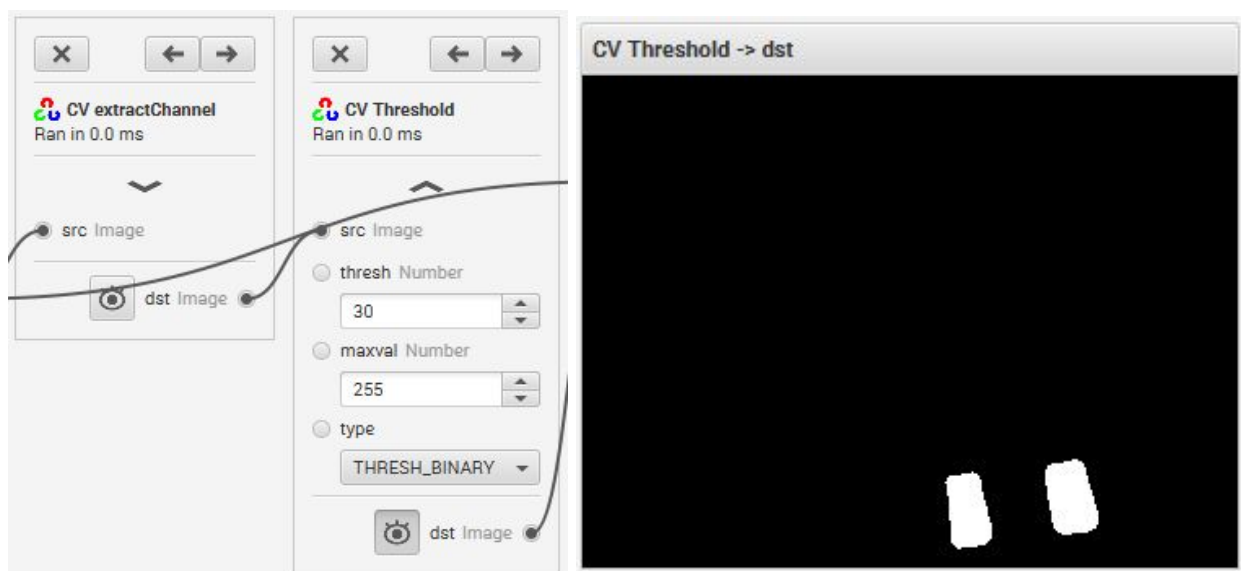 CV extractChannel
Ran in 0.0 ms
src Image
dst Image
CV Threshold
Ran in 0.0 ms
src Image
thresh Number
30
maxval Number
255
type
THRESH_BINARY
dst Image
CV Threshold -> dst